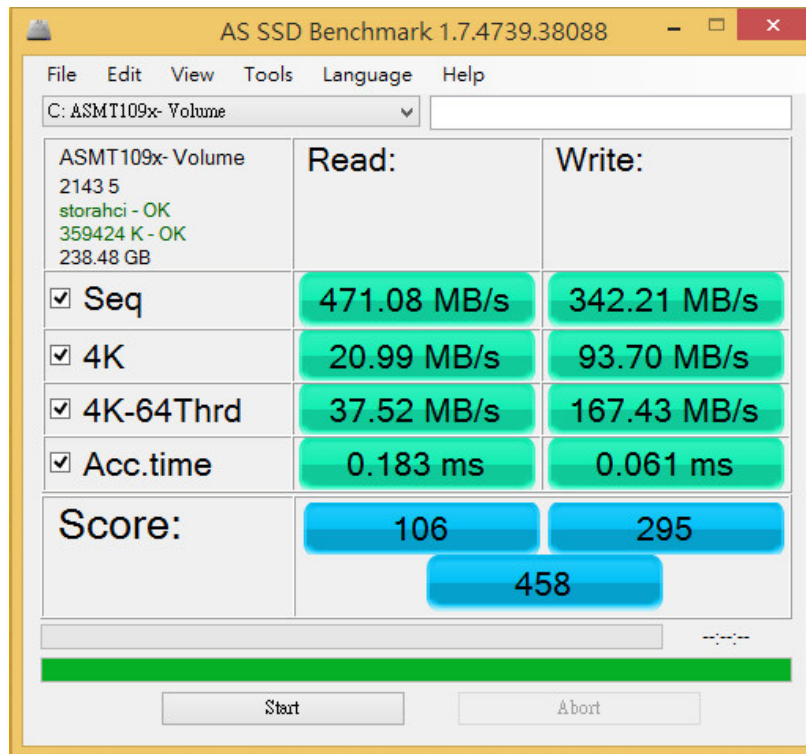 AS SSD Benchmark 1.7.4739.38088
File Edit View Tools Language Help
C: ASMT109x- Volume
ASMT109x- Volume
2143 5
storahci - OK
359424 K - OK
238.48 GB
Read:
Write:
Seq 471.08 MB/s 342.21 MB/s
4K 20.99 MB/s 93.70 MB/s
4K-64Thrd 37.52 MB/s 167.43 MB/s
Acc.time 0.183 ms 0.061 ms
Score: 106 295
458
--:--:--
Start Abort